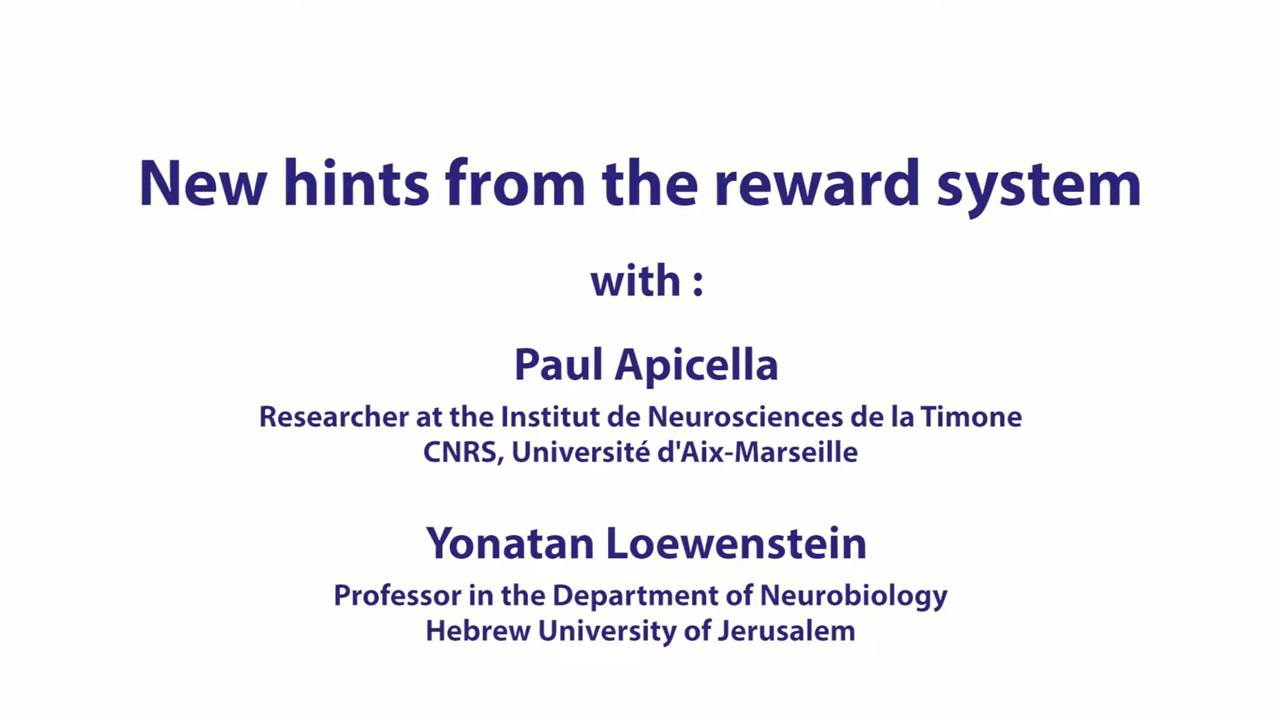 New hints from the reward system
with :
Paul Apicella
Researcher at the Institut de Neurosciences de la Timone
CNRS, Université d'Aix-Marseille
Yonatan Loewenstein
Professor in the Department of Neurobiology
Hebrew University of Jerusalem